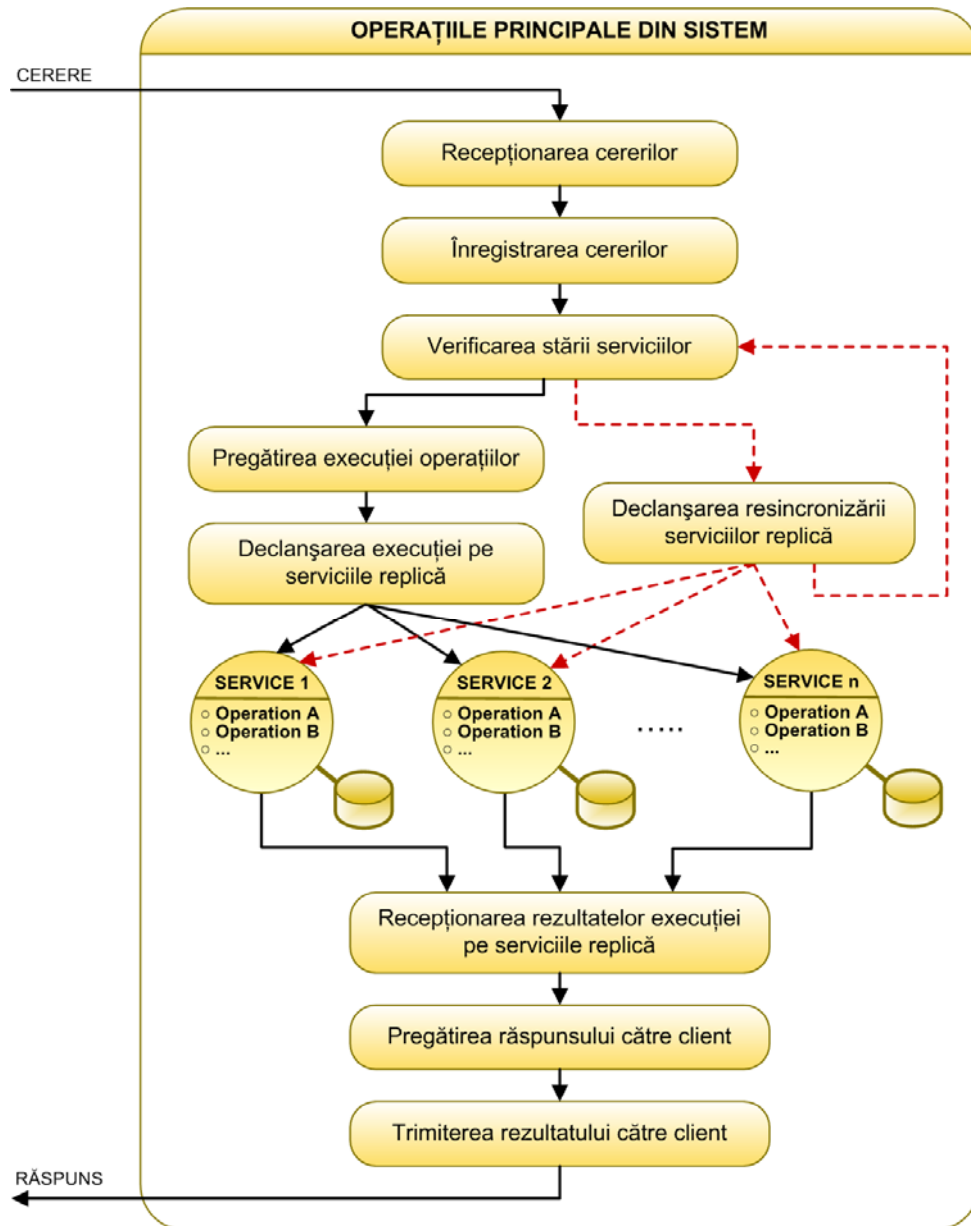 OPERAȚIILE PRINCIPALE DIN SISTEM
CERERE
Recepționarea cererilor
Înregistrarea cererilor
Verificarea stării serviciilor
Pregătirea execuției operațiilor
Declanşarea resincronizării
serviciilor replică
Declanşarea execuției pe
serviciile replică
SERVICE 1
○ Operation A
○ Operation B
○ ...
SERVICE 2
○ Operation A
○ Operation B
○ ...
.....
SERVICE n
○ Operation A
○ Operation B
○ ...
Recepționarea rezultatelor execuției
pe serviciile replică
Pregătirea răspunsului către client
Trimiterea rezultatului către client
RĂSPUNS